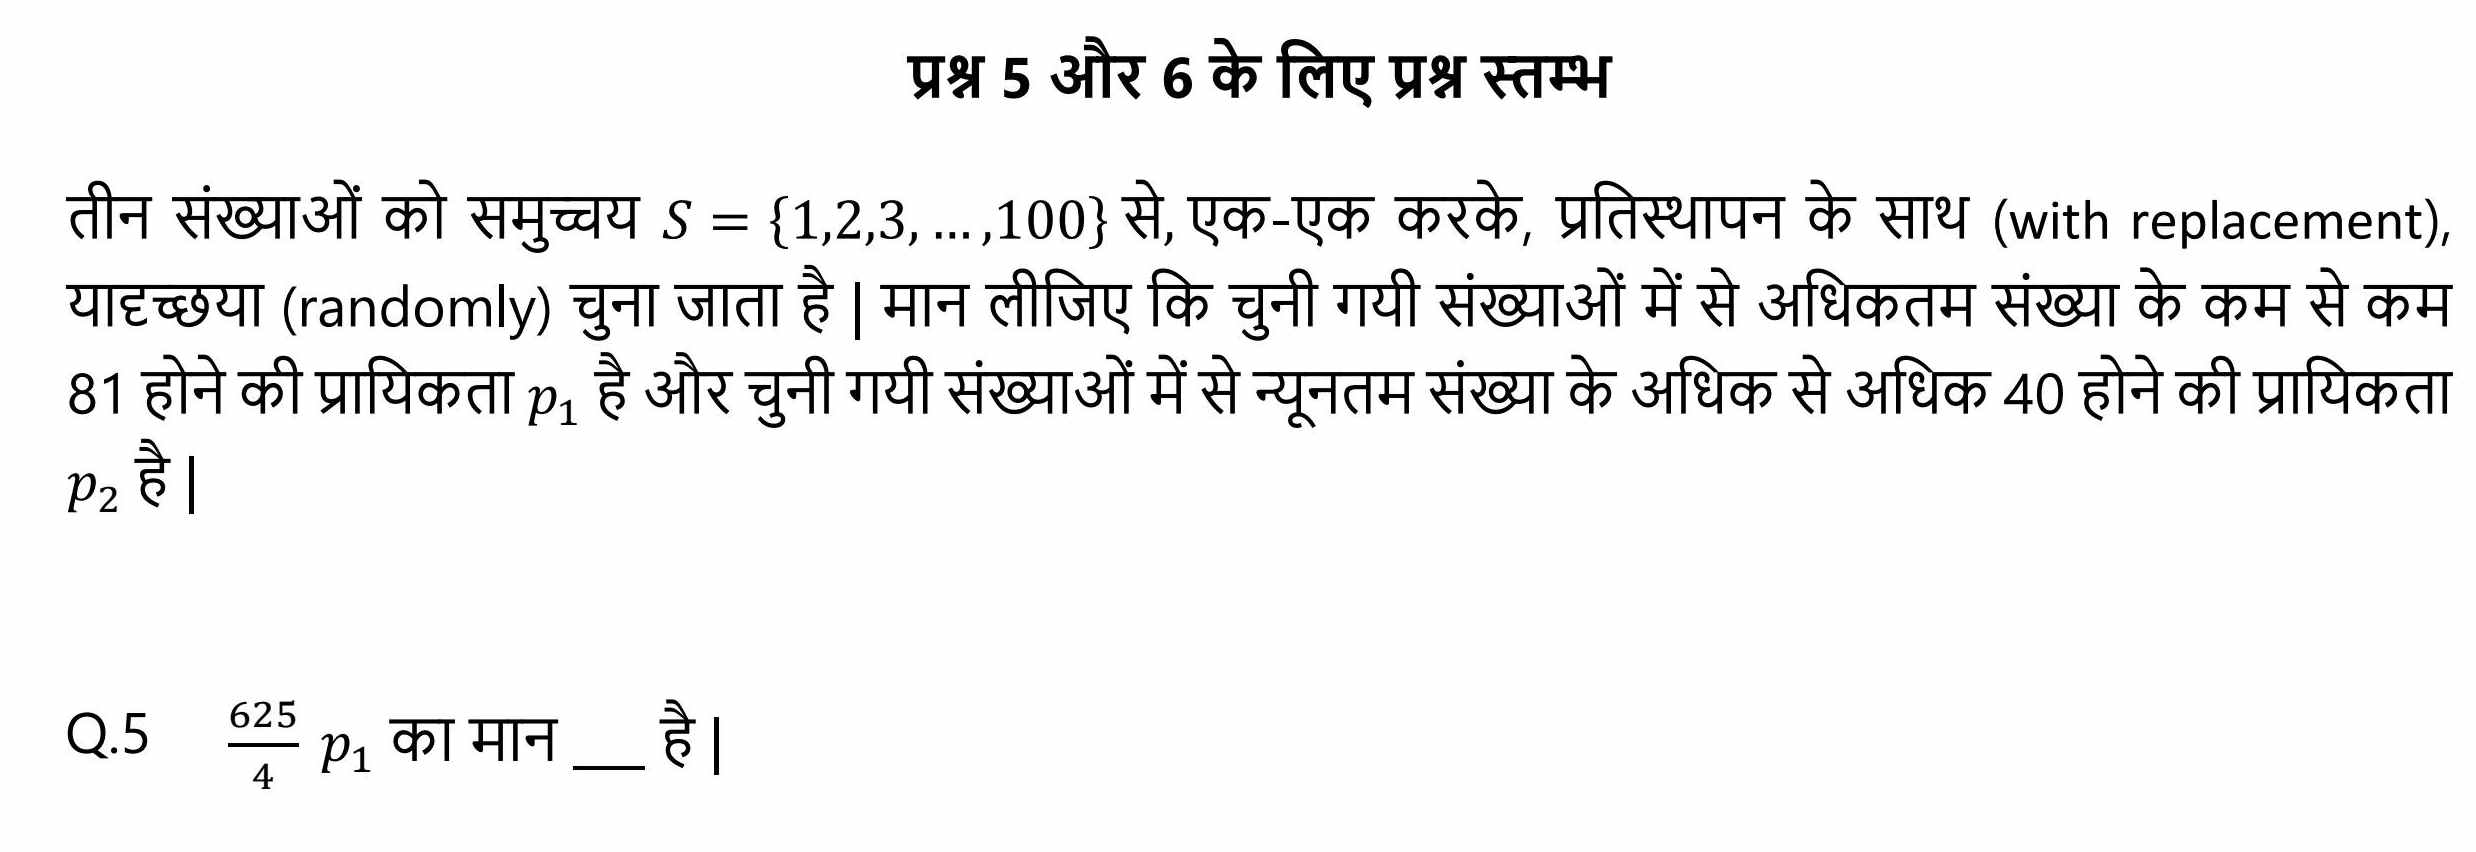 प्रश्न 5 और 6 के लिए प्रश्न स्तम्भ
तीन संख्याओं को समुच्चय S = {1,2,3, … ,100} से, एक-एक करके, प्रतिस्थापन के साथ (with replacement),
यादृच्छया (randomly) चुना जाता है | मान लीजिए कि चुनी गयी संख्याओं में से अधिकतम संख्या के कम से कम
81 होने की प्रायिकता p₁ है और चुनी गयी संख्याओं में से न्यूनतम संख्या के अधिक से अधिक 40 होने की प्रायिकता
p₂ है |
Q.5 625/4 p₁ का मान ___ है |